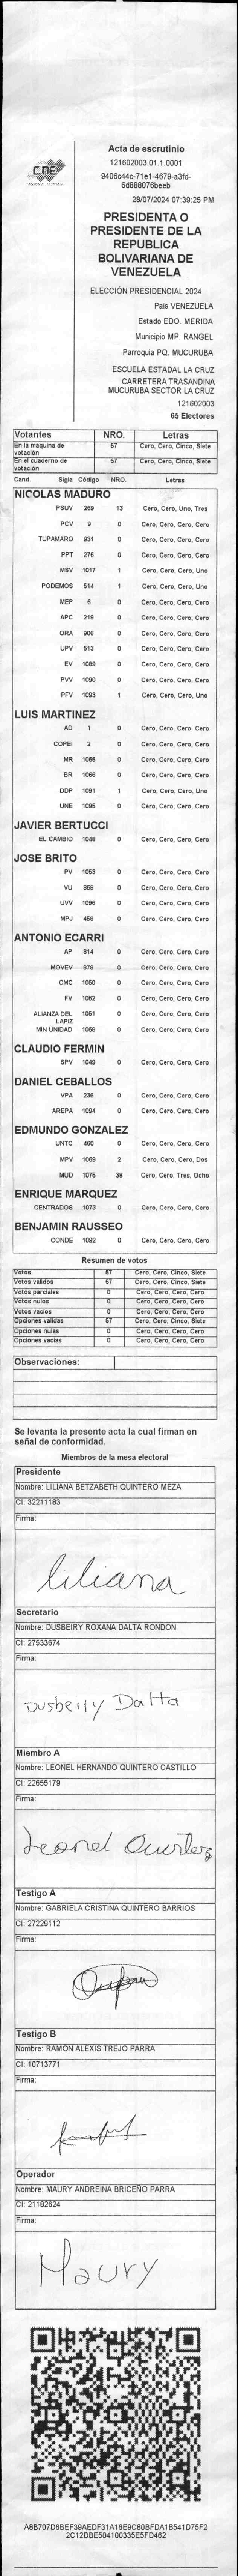 CNE
Acta de escrutinio
121602003.01.1.0001
9406c44c-71e1-4679-a3fd-
6d888076beeb
28/07/2024 07:39:25 PM
PRESIDENTA O
PRESIDENTE DE LA
REPUBLICA
BOLIVARIANA DE
VENEZUELA
ELECCIÓN PRESIDENCIAL 2024
Pais VENEZUELA
Estado EDO. MERIDA
Municipio MP. RANGEL
Parroquia PQ. MUCURUBA
ESCUELA ESTADAL LA CRUZ
CARRETERA TRASANDINA
MUCURUBA SECTOR LA CRUZ
121602003
65 Electores
Votantes NRO. Letras
En la máquina de votación 57 Cero, Cero, Cinco, Siete
En el cuaderno de votación 57 Cero, Cero, Cinco, Siete
Cand. Sigla Código NRO. Letras
NICOLAS MADURO
PSUV 269 13 Cero, Cero, Uno, Tres
PCV 9 0 Cero, Cero, Cero, Cero
TUPAMARO 931 0 Cero, Cero, Cero, Cero
PPT 275 0 Cero, Cero, Cero, Cero
MSV 1017 1 Cero, Cero, Cero, Uno
PODEMOS 514 1 Cero, Cero, Cero, Uno
MEP 6 0 Cero, Cero, Cero, Cero
APC 219 0 Cero, Cero, Cero, Cero
ORA 906 0 Cero, Cero, Cero, Cero
UPV 513 0 Cero, Cero, Cero, Cero
EV 1089 0 Cero, Cero, Cero, Cero
PVV 1090 0 Cero, Cero, Cero, Cero
PFV 1093 1 Cero, Cero, Cero, Uno
LUIS MARTINEZ
AD 1 0 Cero, Cero, Cero, Cero
COPEI 2 0 Cero, Cero, Cero, Cero
MR 1065 0 Cero, Cero, Cero, Cero
BR 1066 0 Cero, Cero, Cero, Cero
DDP 1091 1 Cero, Cero, Cero, Uno
UNE 1095 0 Cero, Cero, Cero, Cero
JAVIER BERTUCCI
EL CAMBIO 1048 0 Cero, Cero, Cero, Cero
JOSE BRITO
PV 1053 0 Cero, Cero, Cero, Cero
VU 868 0 Cero, Cero, Cero, Cero
UVV 1096 0 Cero, Cero, Cero, Cero
MPJ 458 0 Cero, Cero, Cero, Cero
ANTONIO ECARRI
AP 814 0 Cero, Cero, Cero, Cero
MOVEV 879 0 Cero, Cero, Cero, Cero
CMC 1050 0 Cero, Cero, Cero, Cero
FV 1062 0 Cero, Cero, Cero, Cero
ALIANZA DEL LAPIZ 1051 0 Cero, Cero, Cero, Cero
MIN UNIDAD 1068 0 Cero, Cero, Cero, Cero
CLAUDIO FERMIN
SPV 1049 0 Cero, Cero, Cero, Cero
DANIEL CEBALLOS
VPA 236 0 Cero, Cero, Cero, Cero
AREPA 1094 0 Cero, Cero, Cero, Cero
EDMUNDO GONZALEZ
UNTC 460 0 Cero, Cero, Cero, Cero
MPV 1069 2 Cero, Cero, Cero, Dos
MUD 1075 38 Cero, Cero, Tres, Ocho
ENRIQUE MARQUEZ
CENTRADOS 1073 0 Cero, Cero, Cero, Cero
BENJAMIN RAUSSEO
CONDE 1092 0 Cero, Cero, Cero, Cero
Resumen de votos
Votos 57 Cero, Cero, Cinco, Siete
Votos validos 57 Cero, Cero, Cinco, Siete
Votos parciales 0 Cero, Cero, Cero, Cero
Votos nulos 0 Cero, Cero, Cero, Cero
Votos vacios 0 Cero, Cero, Cero, Cero
Opciones validas 57 Cero, Cero, Cinco, Siete
Opciones nulas 0 Cero, Cero, Cero, Cero
Opciones vacias 0 Cero, Cero, Cero, Cero
Observaciones:
Se levanta la presente acta la cual firman en
señal de conformidad.
Miembros de la mesa electoral
Presidente
Nombre: LILIANA BETZABETH QUINTERO MEZA
CI: 32211183
Firma:
liliana
Secretario
Nombre: DUSBEIRY ROXANA DALTA RONDON
CI: 27533674
Firma:
Dusbeiry Dalta
Miembro A
Nombre: LEONEL HERNANDO QUINTERO CASTILLO
CI: 22655179
Firma:
Leonel Quintero
Testigo A
Nombre: GABRIELA CRISTINA QUINTERO BARRIOS
CI: 27229112
Firma:
Testigo B
Nombre: RAMON ALEXIS TREJO PARRA
CI: 10713771
Firma:
Operador
Nombre: MAURY ANDREINA BRICEÑO PARRA
CI: 21182624
Firma:
Maury
A8B707D6BEF39AEDF31A16E9C80BFDA1B541D75F2
2C12DBE504100335E5FD462